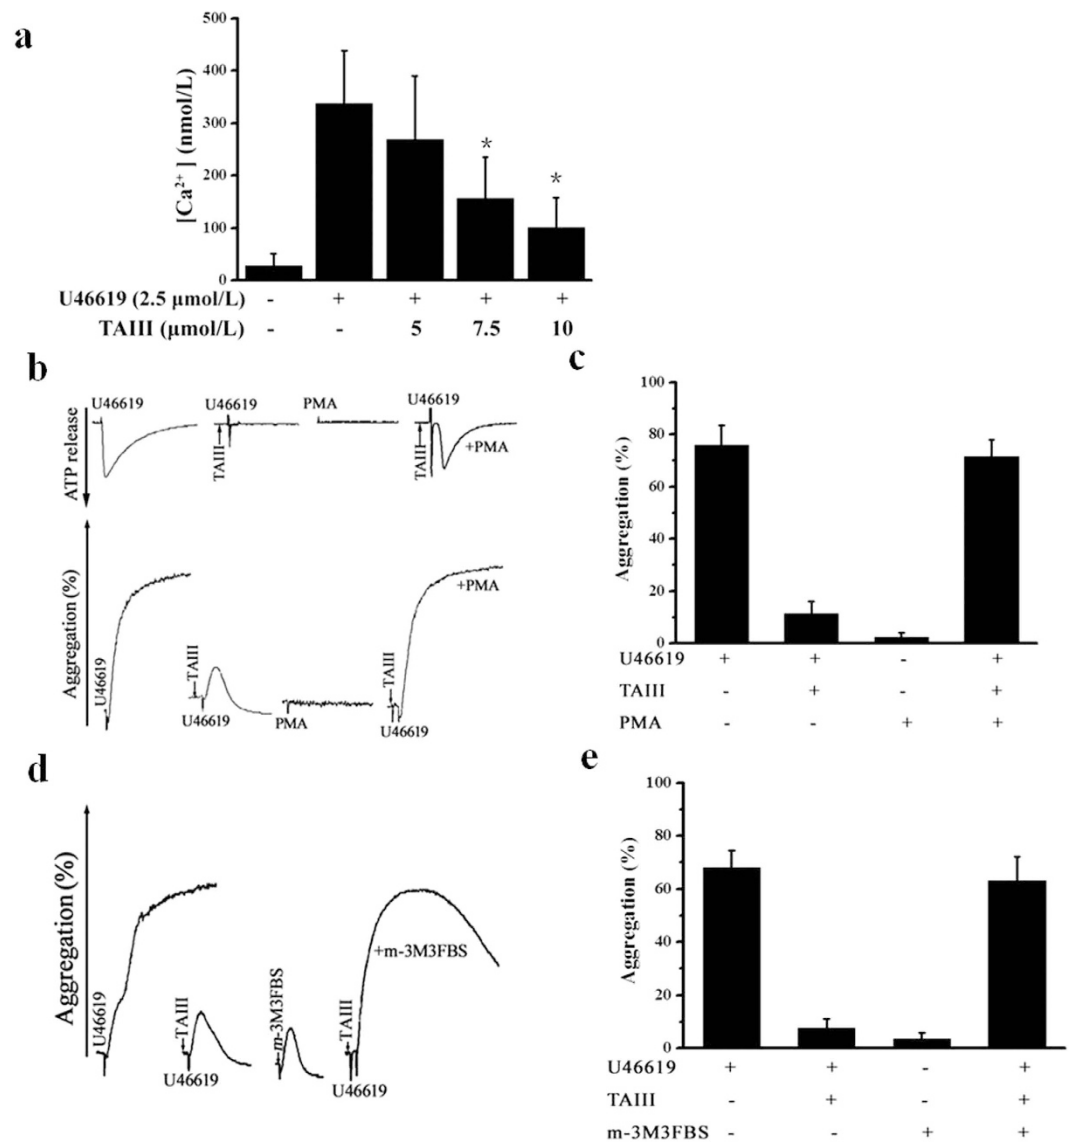 a
500
400
300
200
100
0
[Ca2+ ] (nmol/L)
* *
U46619 (2.5 μmol/L) - + + + +
TAIII (μmol/L) - - 5 7.5 10
b
ATP release
U46619 U46619 PMA U46619
TAIII TAIII +PMA
Aggregation (%)
U46619 TAIII U46619 PMA TAIII U46619 +PMA
c
100
80
60
40
20
0
Aggregation (%)
U46619 + + - +
TAIII - + - +
PMA - - + +
d
Aggregation (%)
U46619 TAIII U46619 m-3M3FBS TAIII U46619 +m-3M3FBS
e
100
80
60
40
20
0
Aggregation (%)
U46619 + + - +
TAIII - + - +
m-3M3FBS - - + +